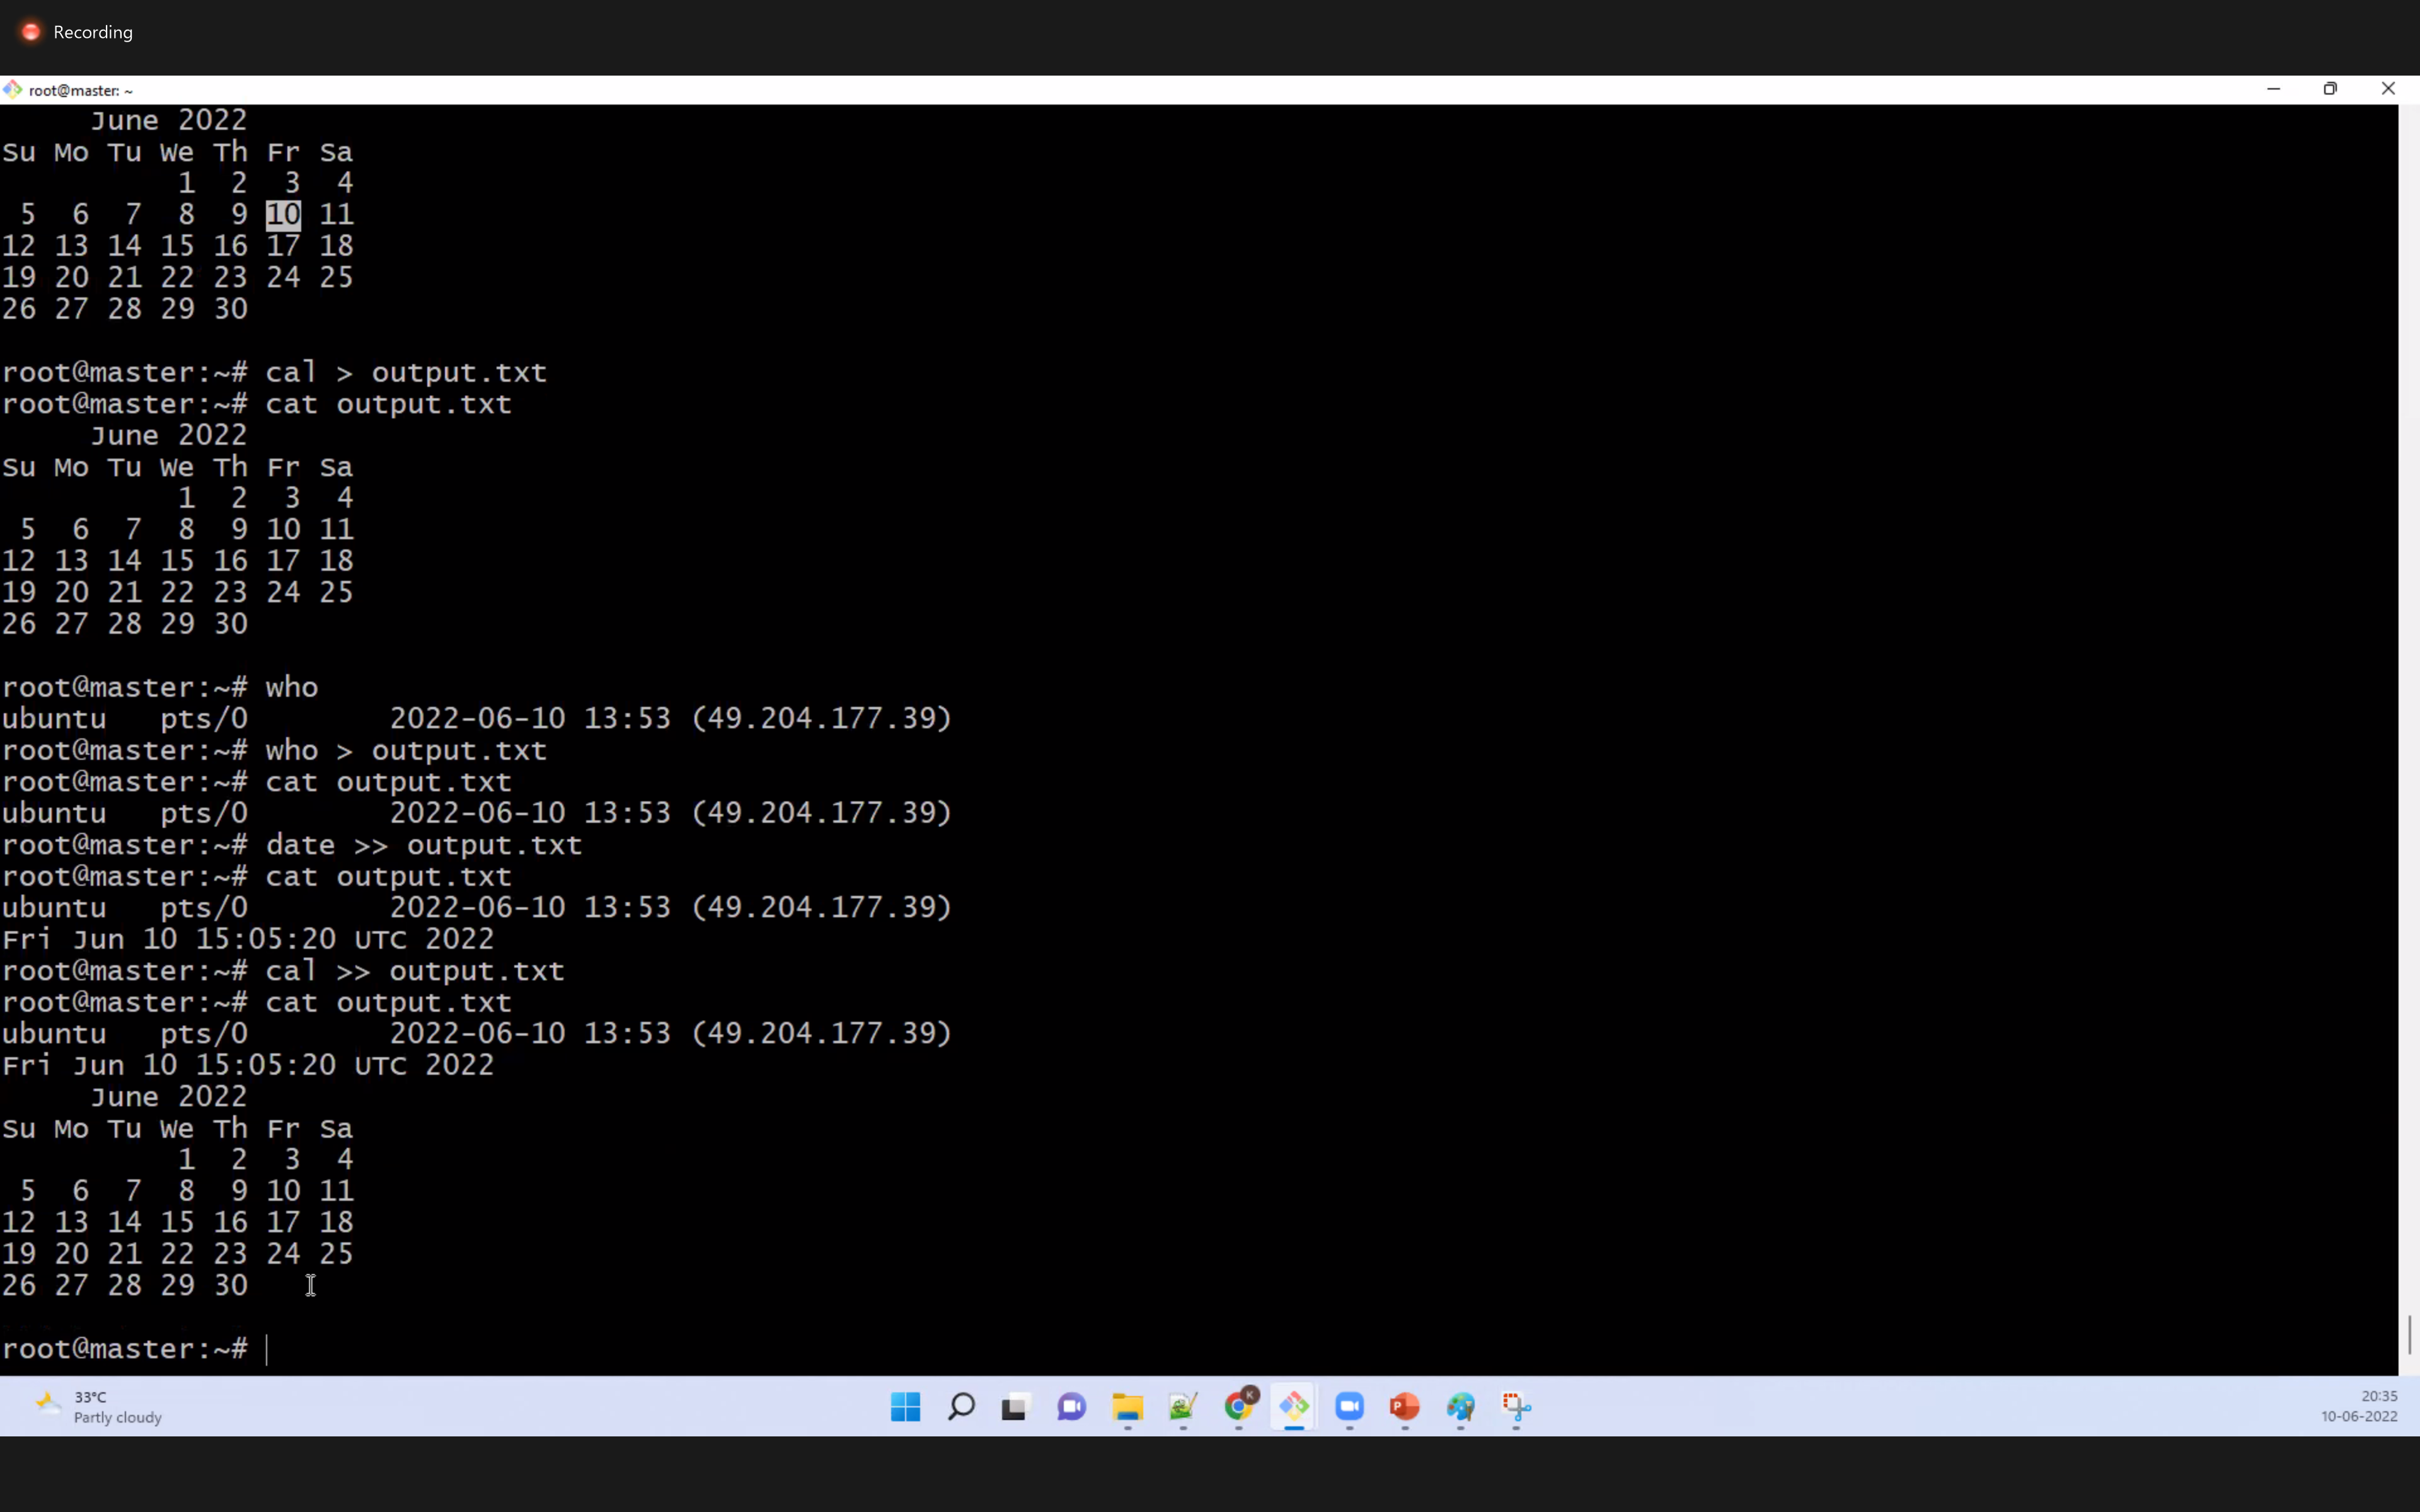 Recording
root@master: ~
     June 2022
Su Mo Tu We Th Fr Sa
          1  2  3  4
 5  6  7  8  9 10 11
12 13 14 15 16 17 18
19 20 21 22 23 24 25
26 27 28 29 30
root@master:~# cal > output.txt
root@master:~# cat output.txt
     June 2022
Su Mo Tu We Th Fr Sa
          1  2  3  4
 5  6  7  8  9 10 11
12 13 14 15 16 17 18
19 20 21 22 23 24 25
26 27 28 29 30
root@master:~# who
ubuntu   pts/0        2022-06-10 13:53 (49.204.177.39)
root@master:~# who > output.txt
root@master:~# cat output.txt
ubuntu   pts/0        2022-06-10 13:53 (49.204.177.39)
root@master:~# date >> output.txt
root@master:~# cat output.txt
ubuntu   pts/0        2022-06-10 13:53 (49.204.177.39)
Fri Jun 10 15:05:20 UTC 2022
root@master:~# cal >> output.txt
root@master:~# cat output.txt
ubuntu   pts/0        2022-06-10 13:53 (49.204.177.39)
Fri Jun 10 15:05:20 UTC 2022
     June 2022
Su Mo Tu We Th Fr Sa
          1  2  3  4
 5  6  7  8  9 10 11
12 13 14 15 16 17 18
19 20 21 22 23 24 25
26 27 28 29 30
root@master:~#
33°C
Partly cloudy
K
P
20:35
10-06-2022